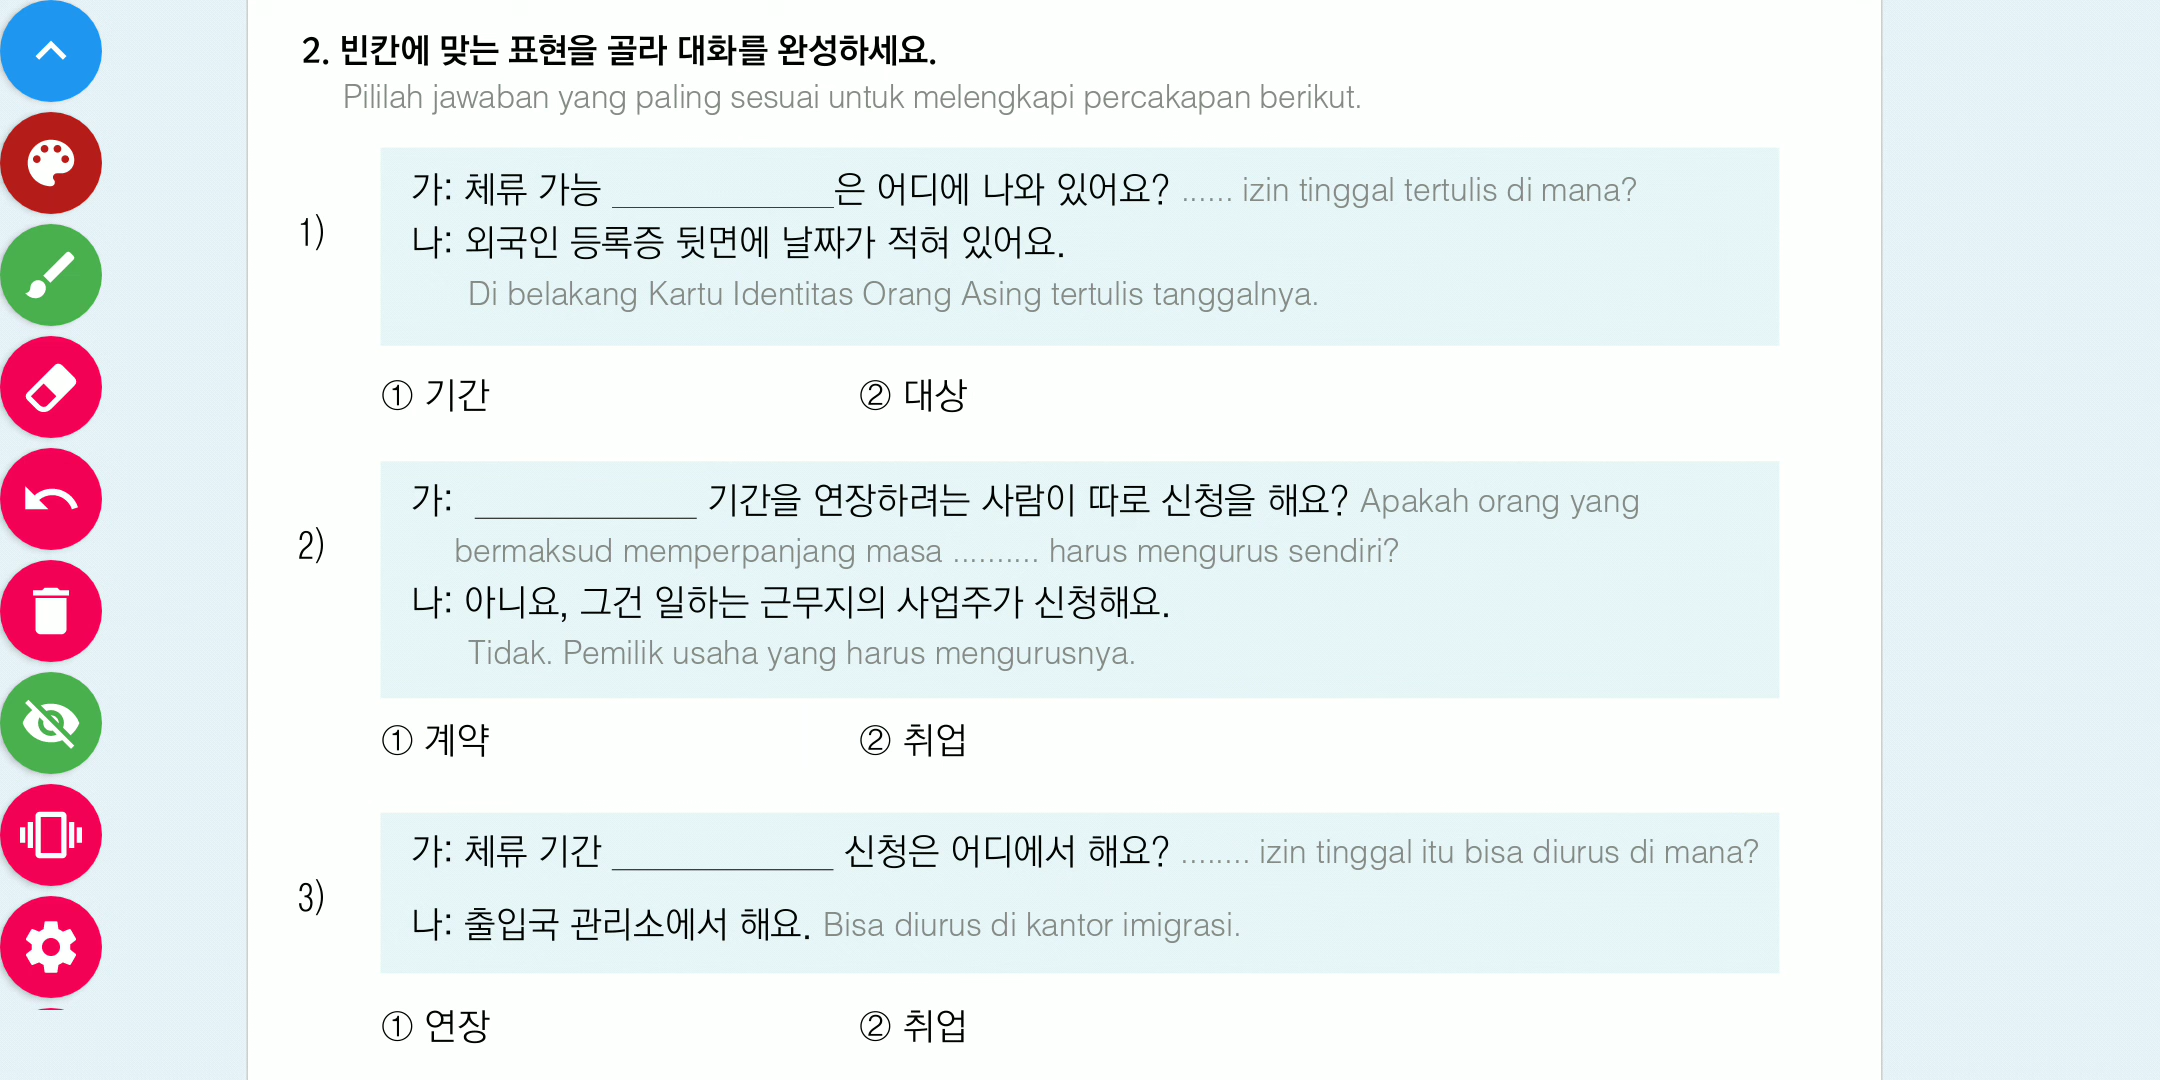 2. 빈칸에 맞는 표현을 골라 대화를 완성하세요.
Pililah jawaban yang paling sesuai untuk melengkapi percakapan berikut.
1)
가: 체류 가능 _____________은 어디에 나와 있어요? ...... izin tinggal tertulis di mana?
나: 외국인 등록증 뒷면에 날짜가 적혀 있어요.
Di belakang Kartu Identitas Orang Asing tertulis tanggalnya.
① 기간 ② 대상
2)
가: _____________ 기간을 연장하려는 사람이 따로 신청을 해요? Apakah orang yang
bermaksud memperpanjang masa .......... harus mengurus sendiri?
나: 아니요, 그건 일하는 근무지의 사업주가 신청해요.
Tidak. Pemilik usaha yang harus mengurusnya.
① 계약 ② 취업
3)
가: 체류 기간 _____________ 신청은 어디에서 해요? ........ izin tinggal itu bisa diurus di mana?
나: 출입국 관리소에서 해요. Bisa diurus di kantor imigrasi.
① 연장 ② 취업